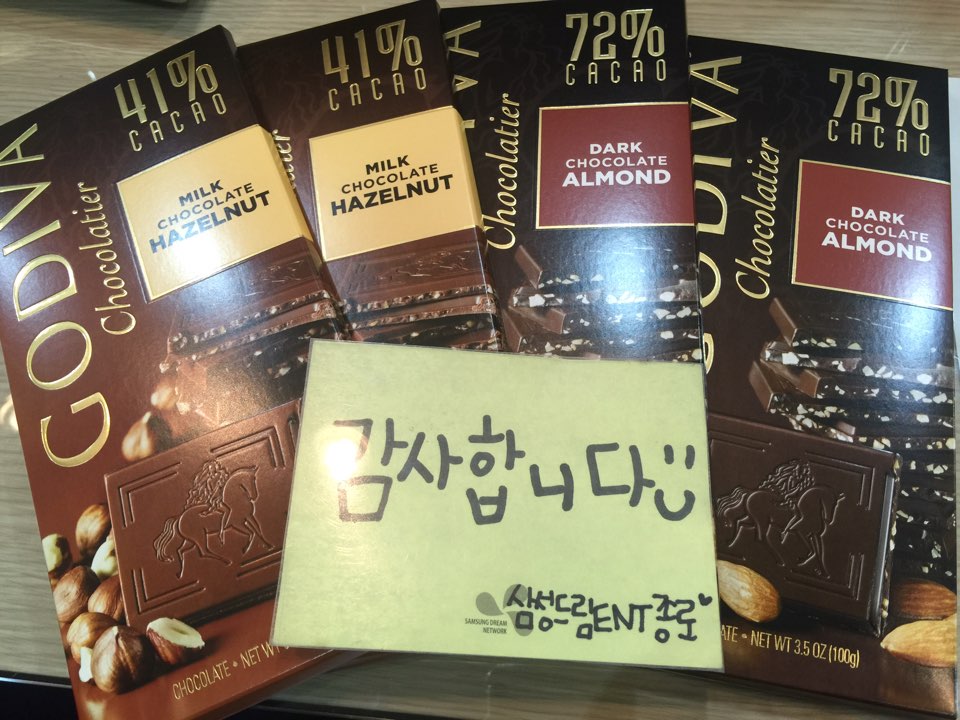 GODIVA
Chocolatier
41%
CACAO
MILK
CHOCOLATE
HAZELNUT
41%
CACAO
MILK
CHOCOLATE
HAZELNUT
Chocolatier
72%
CACAO
DARK
CHOCOLATE
ALMOND
GODIVA
Chocolatier
72%
CACAO
DARK
CHOCOLATE
ALMOND
감사합니다
SAMSUNG DREAM
NETWORK
삼성드림ENT종로♥
CHOCOLATE • NET WT 3.
NET WT 3.5 OZ (100g)